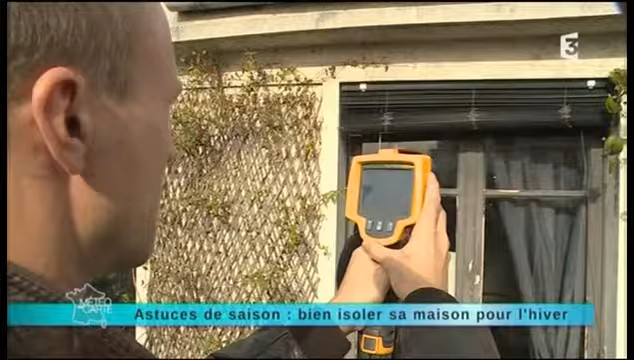 3
MÉTÉO
À LA CARTE
Astuces de saison : bien isoler sa maison pour l'hiver